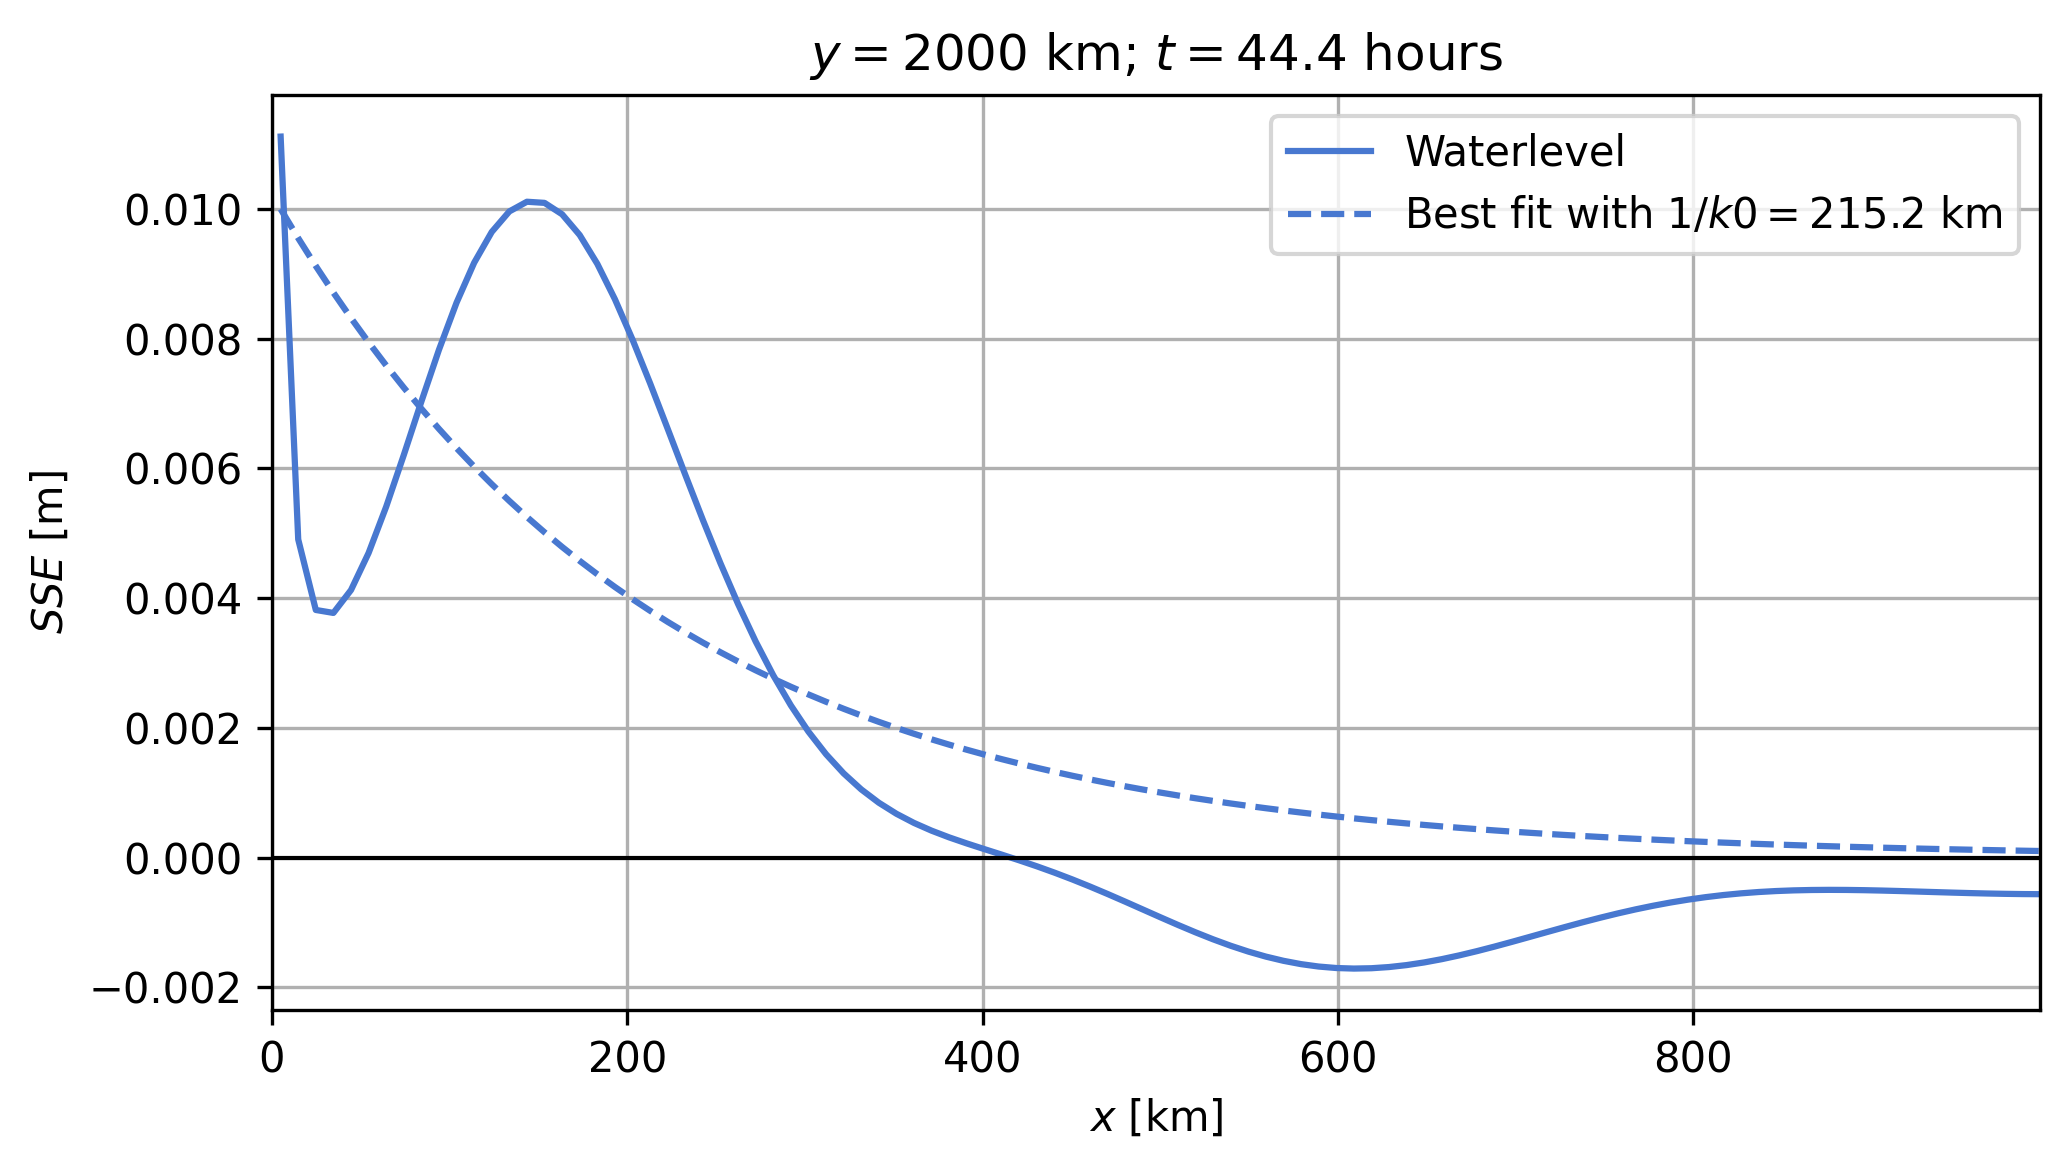 y = 2000 km; t = 44.4 hours
Waterlevel
Best fit with 1/k0 = 215.2 km
SSE [m]
0.010
0.008
0.006
0.004
0.002
0.000
−0.002
0 200 400 600 800
x [km]